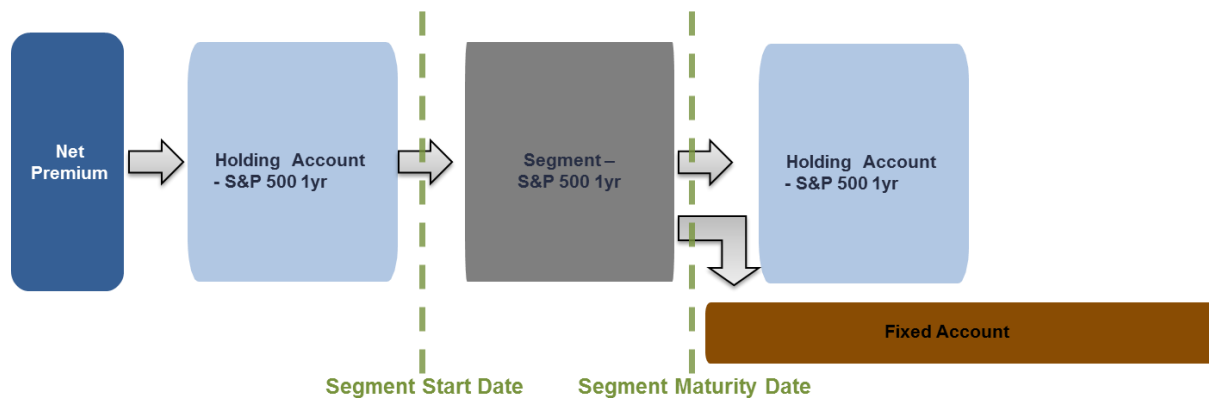 Net
Premium
Holding Account
- S&P 500 1yr
Segment –
S&P 500 1yr
Holding Account
- S&P 500 1yr
Fixed Account
Segment Start Date
Segment Maturity Date